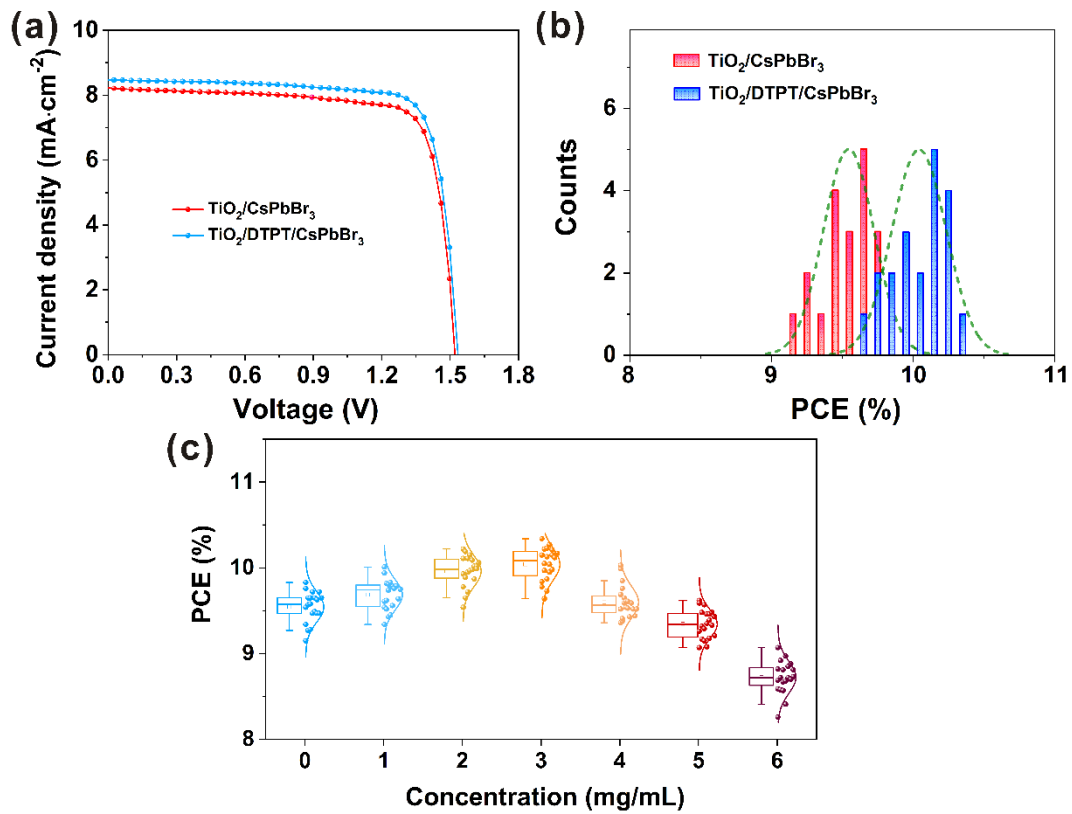 (a)
10
8
6
4
2
0
Current density (mA·cm⁻²)
TiO₂/CsPbBr₃
TiO₂/DTPT/CsPbBr₃
0.0 0.3 0.6 0.9 1.2 1.5 1.8
Voltage (V)
(b)
TiO₂/CsPbBr₃
TiO₂/DTPT/CsPbBr₃
6
4
2
0
Counts
8 9 10 11
PCE (%)
(c)
11
10
9
8
PCE (%)
0 1 2 3 4 5 6
Concentration (mg/mL)